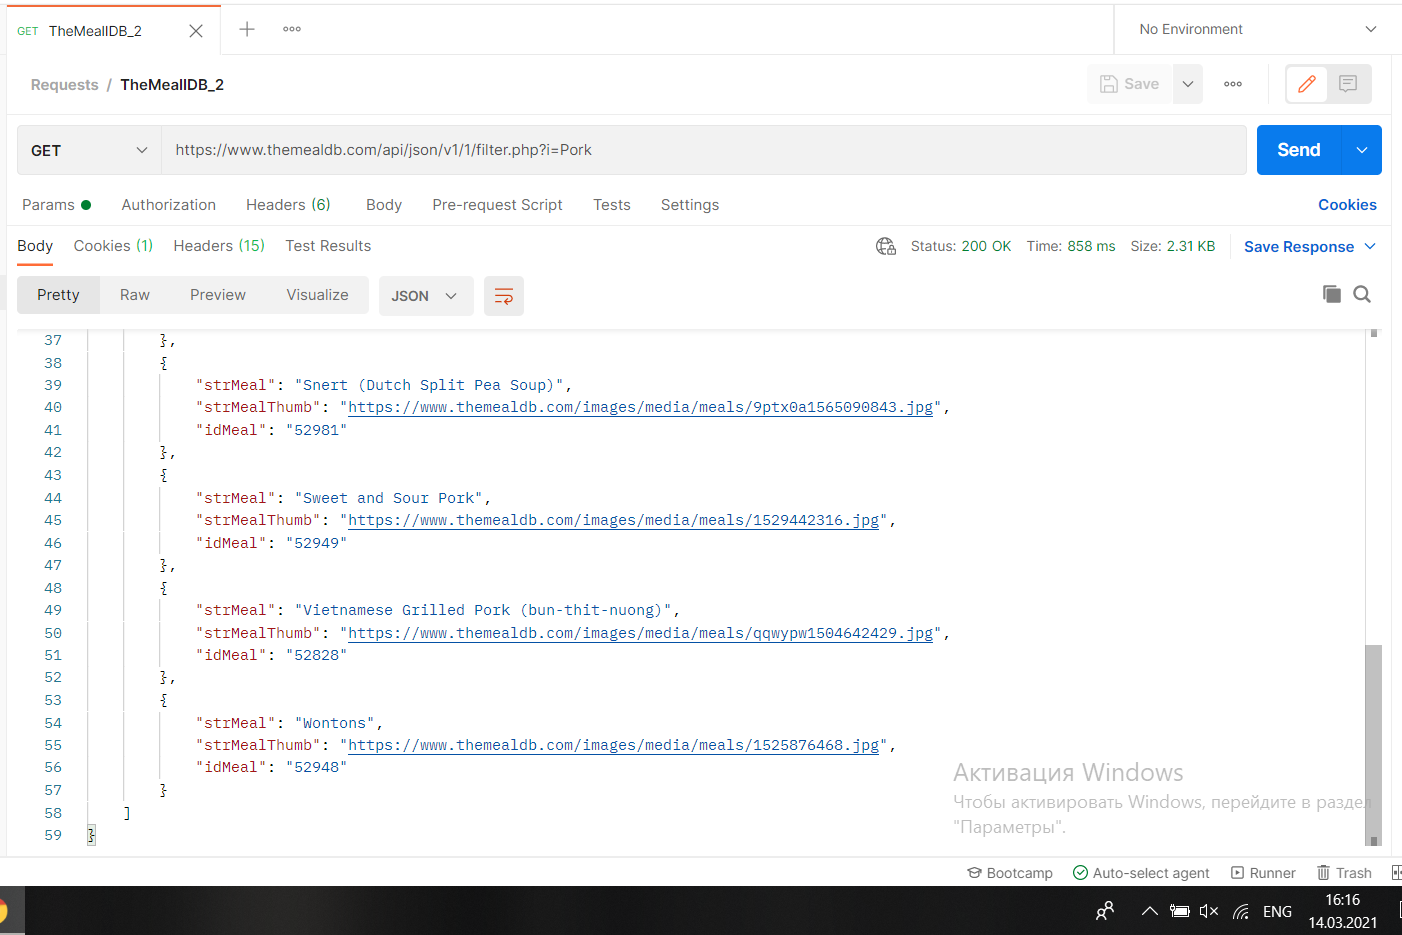 GET TheMealIDB_2
No Environment
Requests / TheMealIDB_2
Save
GET https://www.themealdb.com/api/json/v1/1/filter.php?i=Pork Send
Params Authorization Headers (6) Body Pre-request Script Tests Settings Cookies
Body Cookies (1) Headers (15) Test Results Status: 200 OK Time: 858 ms Size: 2.31 KB Save Response
Pretty Raw Preview Visualize JSON
37 },
38 {
39 "strMeal": "Snert (Dutch Split Pea Soup)",
40 "strMealThumb": "https://www.themealdb.com/images/media/meals/9ptx0a1565090843.jpg",
41 "idMeal": "52981"
42 },
43 {
44 "strMeal": "Sweet and Sour Pork",
45 "strMealThumb": "https://www.themealdb.com/images/media/meals/1529442316.jpg",
46 "idMeal": "52949"
47 },
48 {
49 "strMeal": "Vietnamese Grilled Pork (bun-thit-nuong)",
50 "strMealThumb": "https://www.themealdb.com/images/media/meals/qqwypw1504642429.jpg",
51 "idMeal": "52828"
52 },
53 {
54 "strMeal": "Wontons",
55 "strMealThumb": "https://www.themealdb.com/images/media/meals/1525876468.jpg",
56 "idMeal": "52948"
57 }
58 ]
59 }
Активация Windows
Чтобы активировать Windows, перейдите в раздел
"Параметры".
Bootcamp Auto-select agent Runner Trash
ENG
16:16
14.03.2021